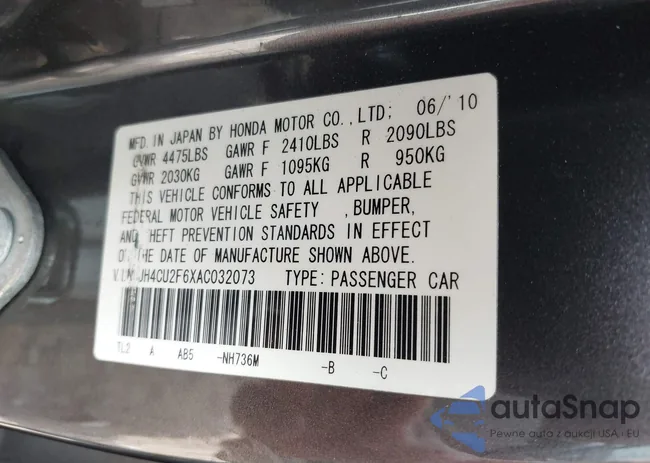 MFD. IN JAPAN BY HONDA MOTOR CO.,LTD; 06/'10
GVWR 4475LBS GAWR F 2410LBS R 2090LBS
GVWR 2030KG GAWR F 1095KG R 950KG
THIS VEHICLE CONFORMS TO ALL APPLICABLE
FEDERAL MOTOR VEHICLE SAFETY , BUMPER,
AND THEFT PREVENTION STANDARDS IN EFFECT
ON THE DATE OF MANUFACTURE SHOWN ABOVE.
V.I.N. JH4CU2F6XAC032073 TYPE: PASSENGER CAR
TL2 A AB5 -NH736M -B -C
autaSnap
Pewne auta z aukcji USA i EU